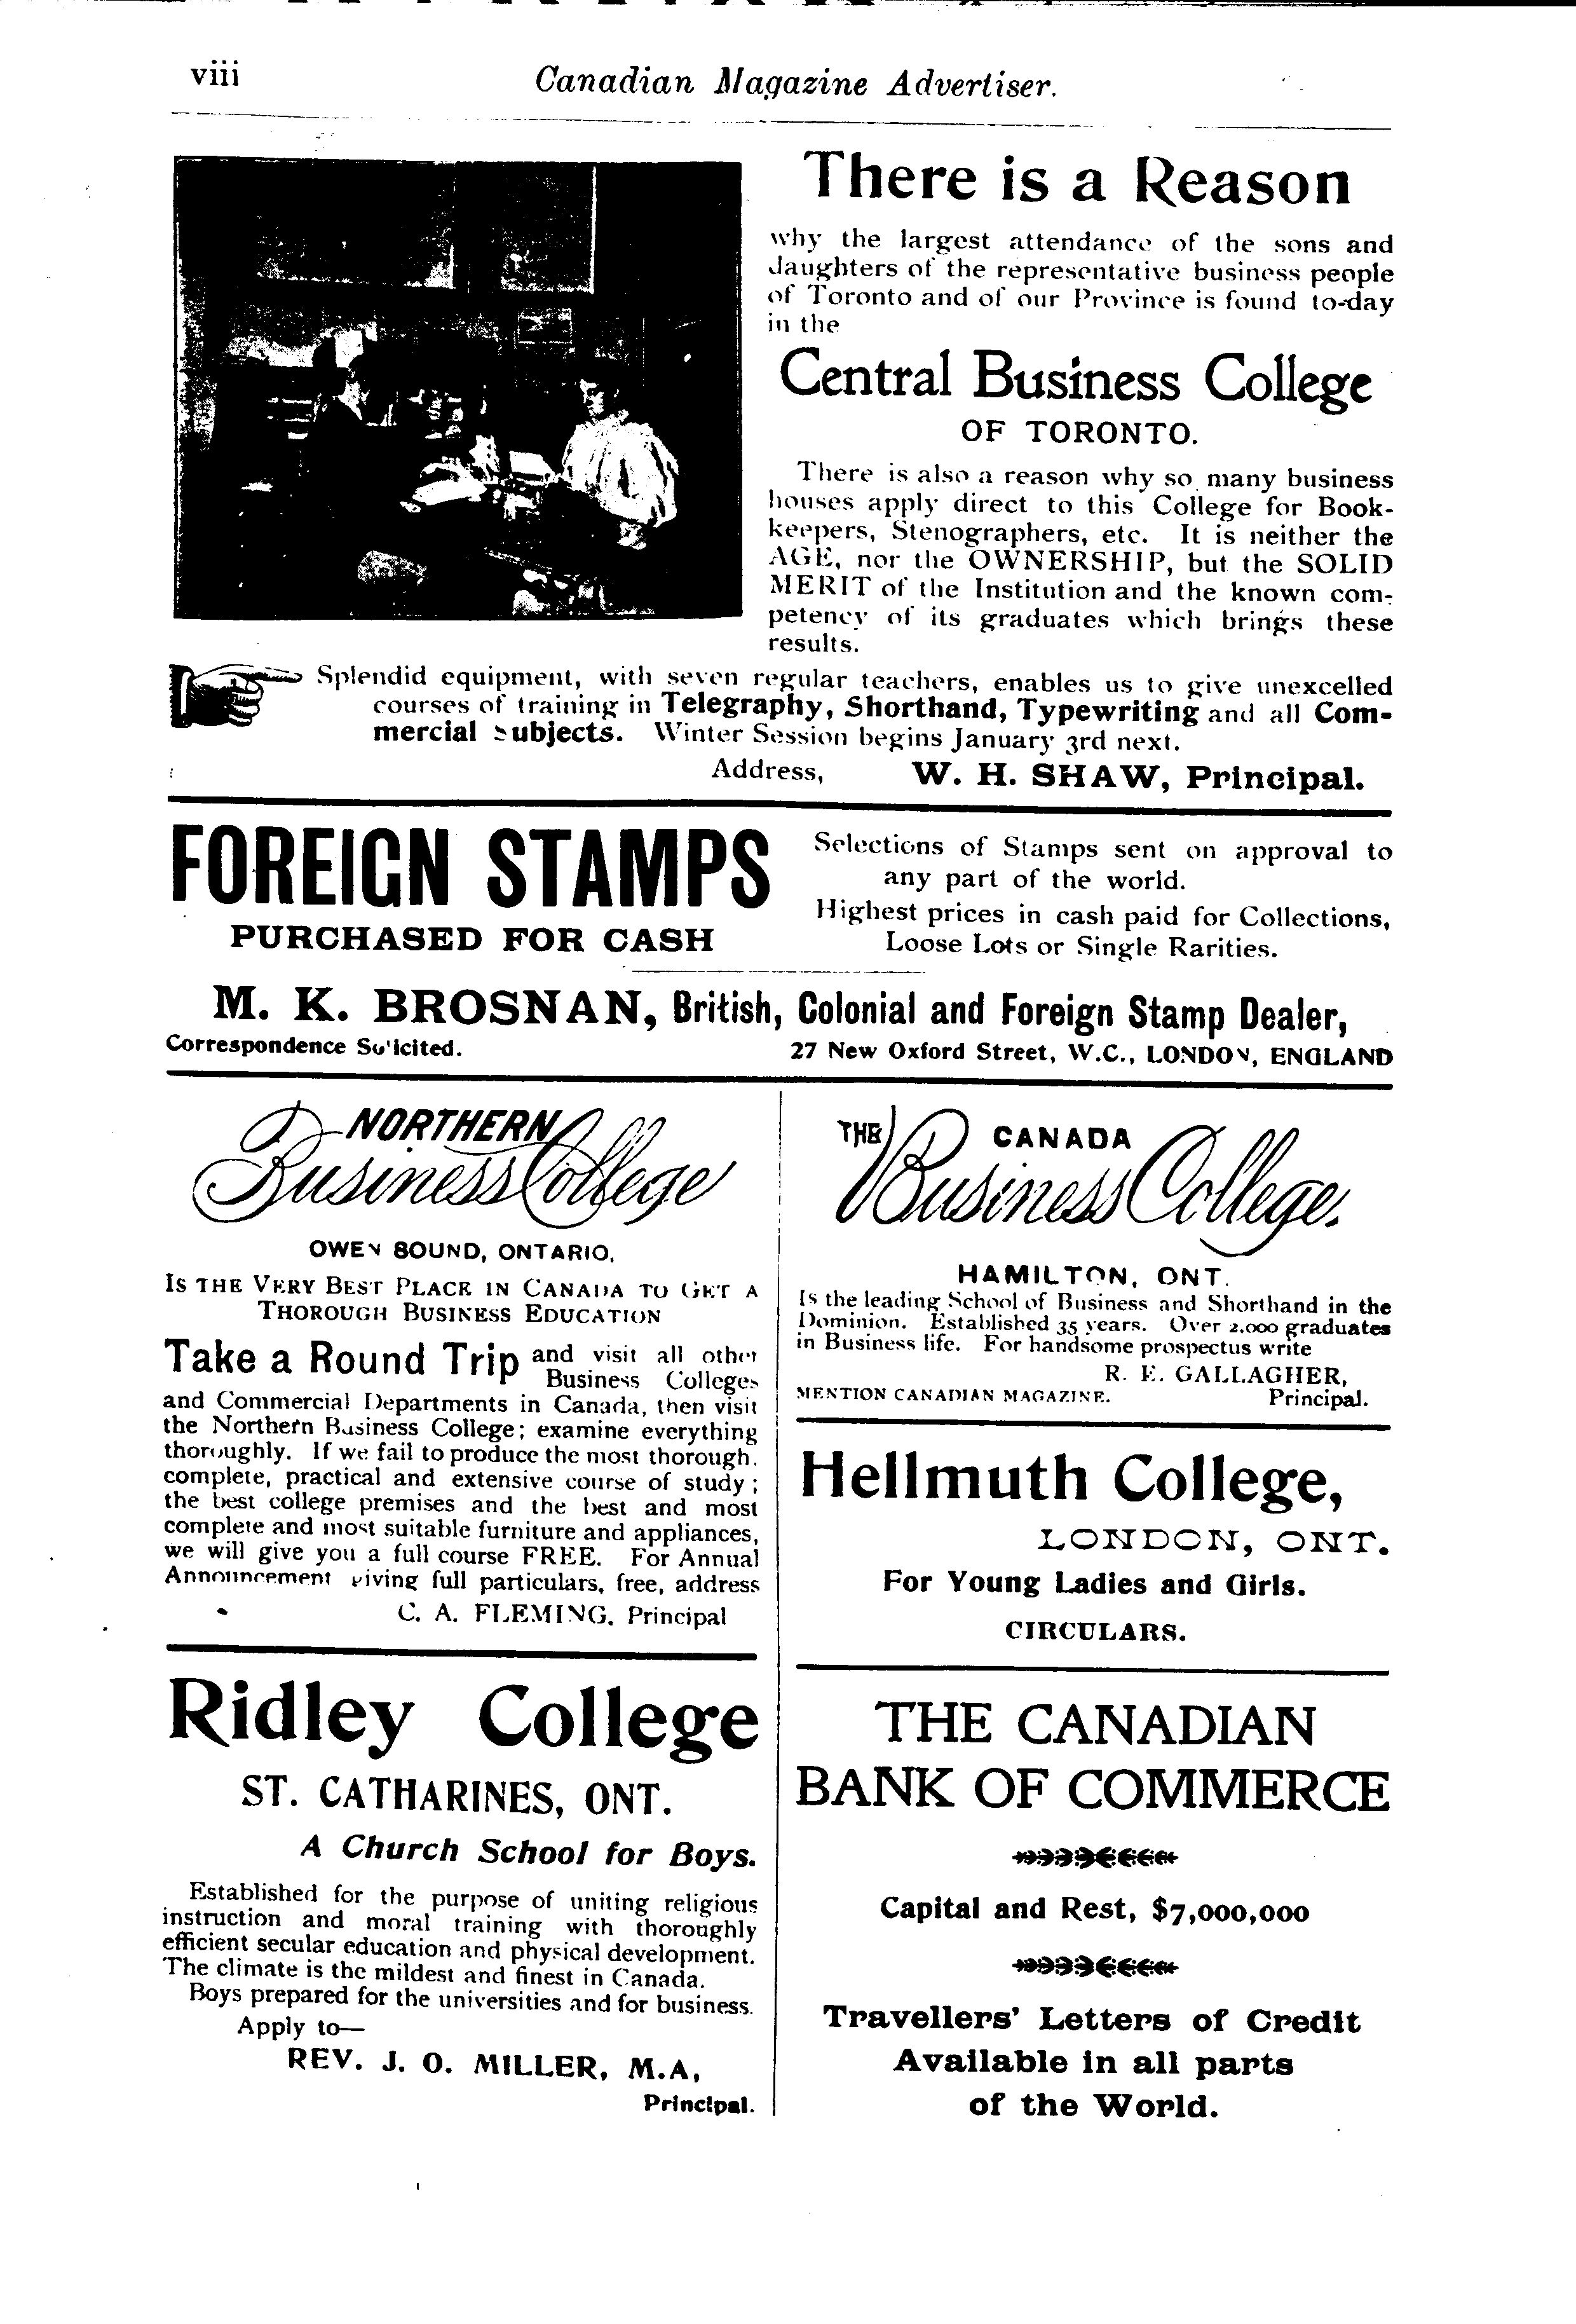 viii
Canadian Magazine Advertiser.
There is a Reason
why the largest attendance of the sons and
daughters of the representative business people
of Toronto and of our Province is found to-day
in the
Central Business College
OF TORONTO.
There is also a reason why so many business
houses apply direct to this College for Book-
keepers, Stenographers, etc. It is neither the
AGE, nor the OWNERSHIP, but the SOLID
MERIT of the Institution and the known com-
petency of its graduates which brings these
results.
Splendid equipment, with seven regular teachers, enables us to give unexcelled
courses of training in Telegraphy, Shorthand, Typewriting and all Com-
mercial Subjects. Winter Session begins January 3rd next.
Address, W. H. SHAW, Principal.
FOREIGN STAMPS
PURCHASED FOR CASH
Selections of Stamps sent on approval to
any part of the world.
Highest prices in cash paid for Collections,
Loose Lots or Single Rarities.
M. K. BROSNAN, British, Colonial and Foreign Stamp Dealer,
Correspondence Solicited. 27 New Oxford Street, W.C., LONDON, ENGLAND
NORTHERN
Business College
OWEN SOUND, ONTARIO,
IS THE VERY BEST PLACE IN CANADA TO GET A
THOROUGH BUSINESS EDUCATION
Take a Round Trip and visit all other
Business Colleges
and Commercial Departments in Canada, then visit
the Northern Business College; examine everything
thoroughly. If we fail to produce the most thorough,
complete, practical and extensive course of study;
the best college premises and the best and most
complete and most suitable furniture and appliances,
we will give you a full course FREE. For Annual
Announcement giving full particulars, free, address
C. A. FLEMING, Principal
Ridley College
ST. CATHARINES, ONT.
A Church School for Boys.
Established for the purpose of uniting religious
instruction and moral training with thoroughly
efficient secular education and physical development.
The climate is the mildest and finest in Canada.
Boys prepared for the universities and for business.
Apply to—
REV. J. O. MILLER, M.A,
Principal.
THE CANADA
Business College,
HAMILTON, ONT.
Is the leading School of Business and Shorthand in the
Dominion. Established 35 years. Over 2,000 graduates
in Business life. For handsome prospectus write
R. E. GALLAGHER,
MENTION CANADIAN MAGAZINE. Principal.
Hellmuth College,
LONDON, ONT.
For Young Ladies and Girls.
CIRCULARS.
THE CANADIAN
BANK OF COMMERCE
Capital and Rest, $7,000,000
Travellers' Letters of Credit
Available in all parts
of the World.